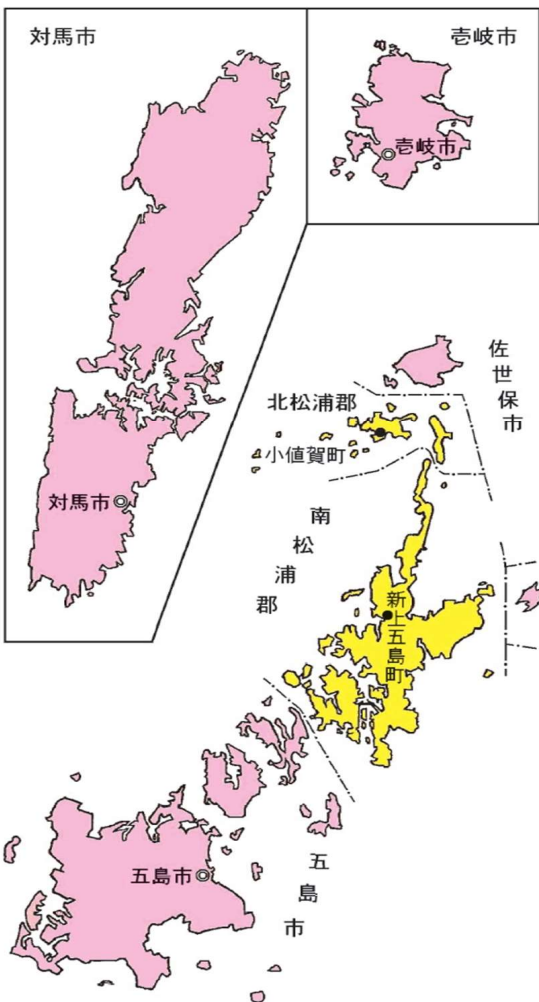 対馬市
壱岐市
壱岐市
対馬市
佐世保市
北松浦郡
小値賀町
南松浦郡
新上五島町
五島市
五島市